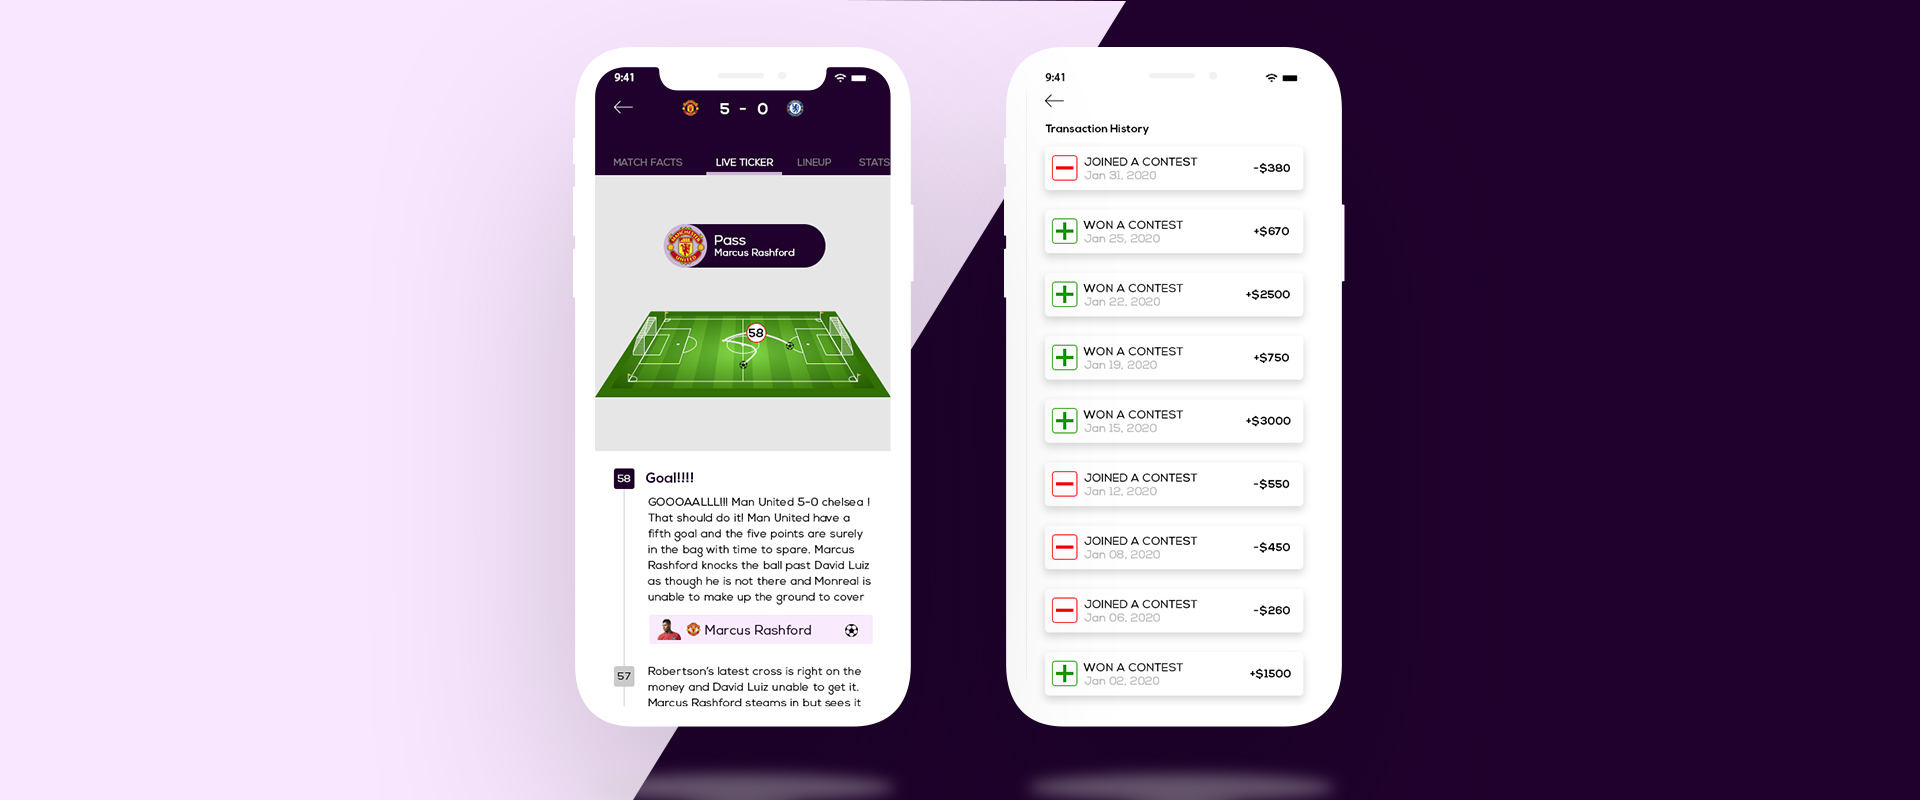 9:41
5 - 0
MATCH FACTS
LIVE TICKER
LINEUP
STATS
MANCHESTER
UNITED
Pass
Marcus Rashford
58
58
Goal!!!!
GOOOAALLL!!! Man United 5-0 chelsea !
That should do it! Man United have a
fifth goal and the five points are surely
in the bag with time to spare. Marcus
Rashford knocks the ball past David Luiz
as though he is not there and Monreal is
unable to make up the ground to cover
Marcus Rashford
57
Robertson's latest cross is right on the
money and David Luiz unable to get it.
Marcus Rashford steams in but sees it
9:41
Transaction History
JOINED A CONTEST
Jan 31, 2020
-$380
WON A CONTEST
Jan 25, 2020
+$670
WON A CONTEST
Jan 22, 2020
+$2500
WON A CONTEST
Jan 19, 2020
+$750
WON A CONTEST
Jan 15, 2020
+$3000
JOINED A CONTEST
Jan 12, 2020
-$550
JOINED A CONTEST
Jan 08, 2020
-$450
JOINED A CONTEST
Jan 06, 2020
-$260
WON A CONTEST
Jan 02, 2020
+$1500